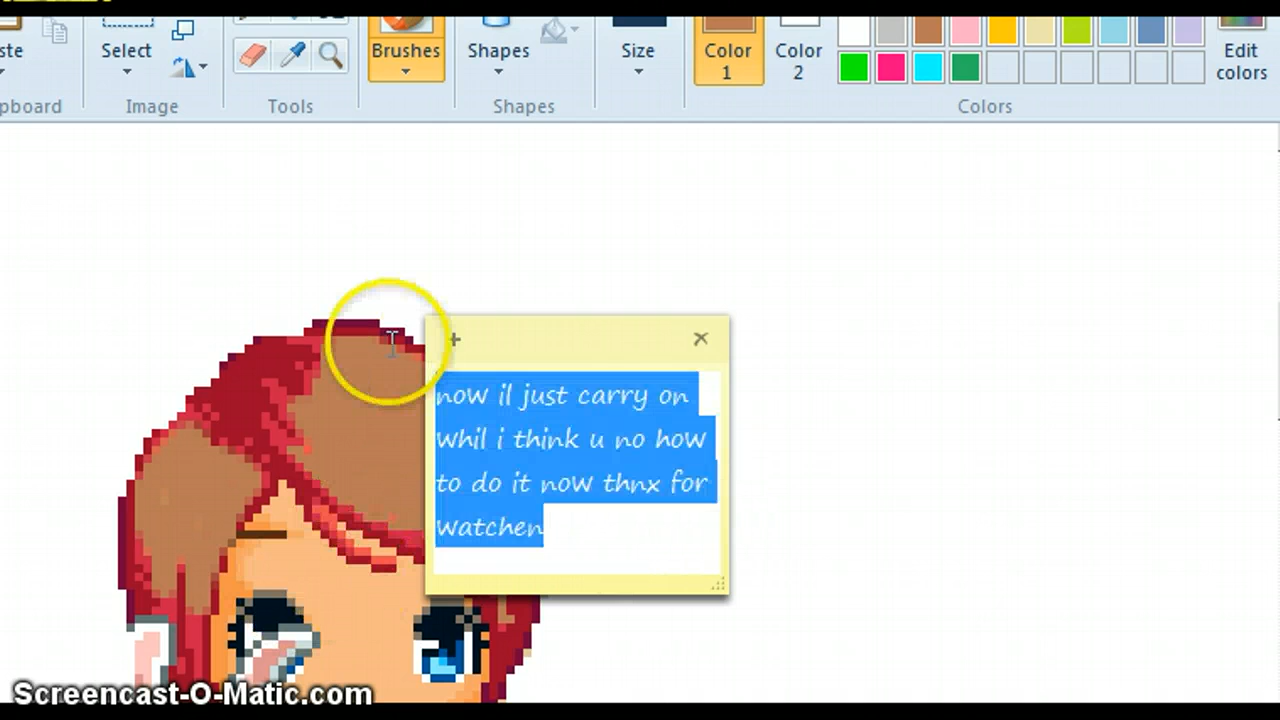 ste
Select
Brushes
Shapes
Size
Color
1
Color
2
Edit
colors
pboard
Image
Tools
Shapes
Colors
now il just carry on
whil i think u no how
to do it now thnx for
watchen
Screencast-O-Matic.com